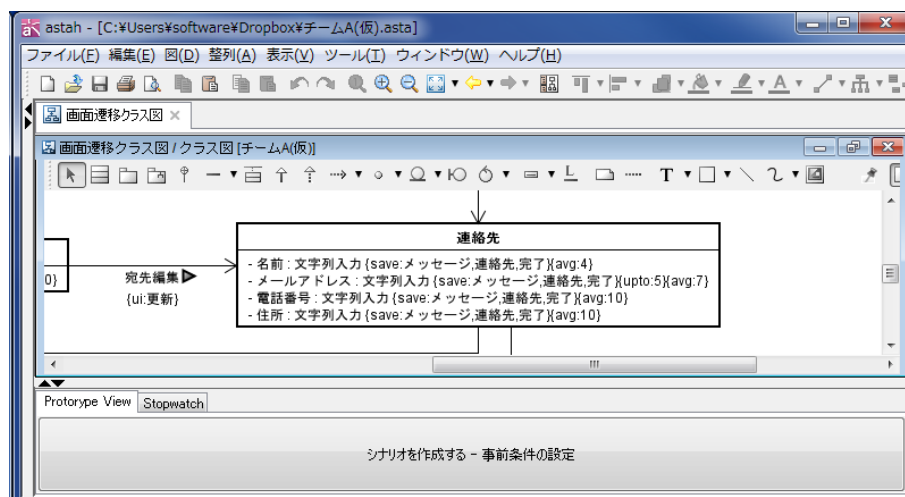 astah - [C:¥Users¥software¥Dropbox¥チームA(仮).asta]
ファイル(F) 編集(E) 図(D) 整列(A) 表示(V) ツール(T) ウィンドウ(W) ヘルプ(H)
画面遷移クラス図
画面遷移クラス図 / クラス図 [チームA(仮)]
連絡先
- 名前 : 文字列入力 {save:メッセージ,連絡先,完了}{avg:4}
0}
宛先編集
- メールアドレス : 文字列入力 {save:メッセージ,連絡先,完了}{upto:5}{avg:7}
{ui:更新}
- 電話番号 : 文字列入力 {save:メッセージ,連絡先,完了}{avg:10}
- 住所 : 文字列入力 {save:メッセージ,連絡先,完了}{avg:10}
Protorype View Stopwatch
シナリオを作成する - 事前条件の設定